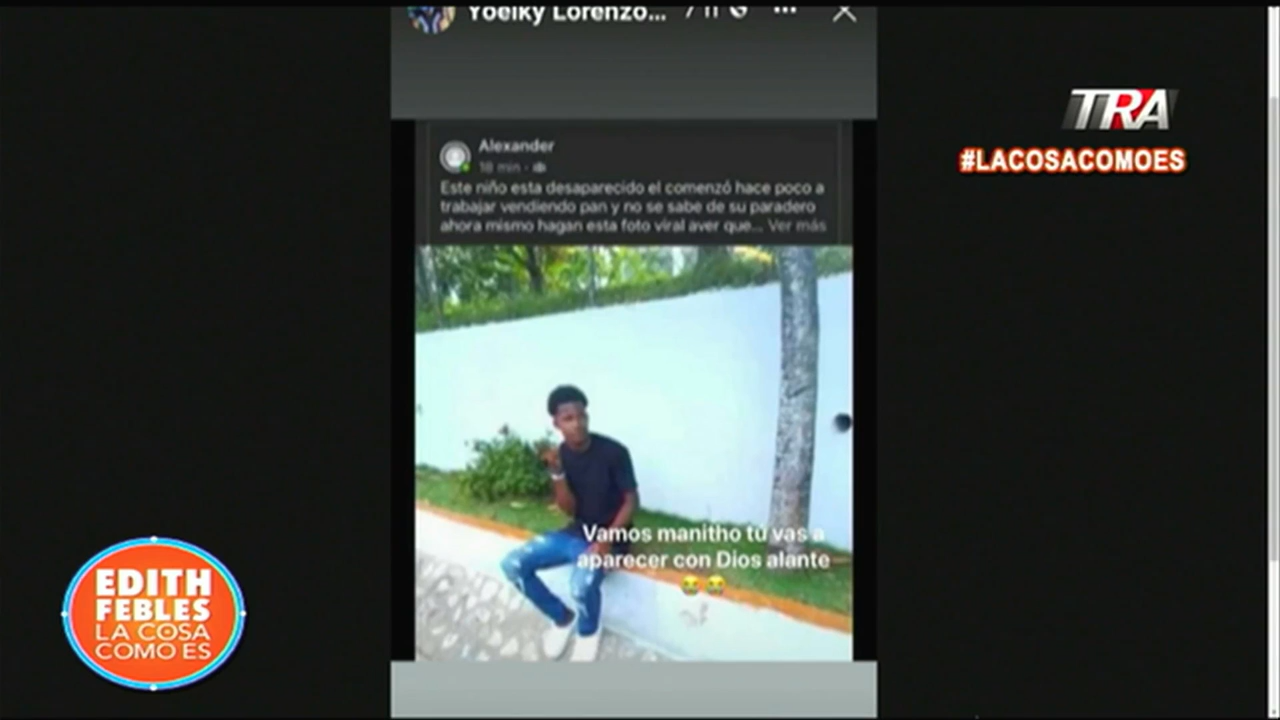 Yoelky Lorenzo...
TRA
#LACOSACOMOES
Alexander
18 min
Este niño esta desaparecido el comenzó hace poco a
trabajar vendiendo pan y no se sabe de su paradero
ahora mismo hagan esta foto viral aver que... Ver más
Vamos manitho tú vas a
aparecer con Dios alante
😭😭
EDITH
FEBLES
LA COSA
COMO ES